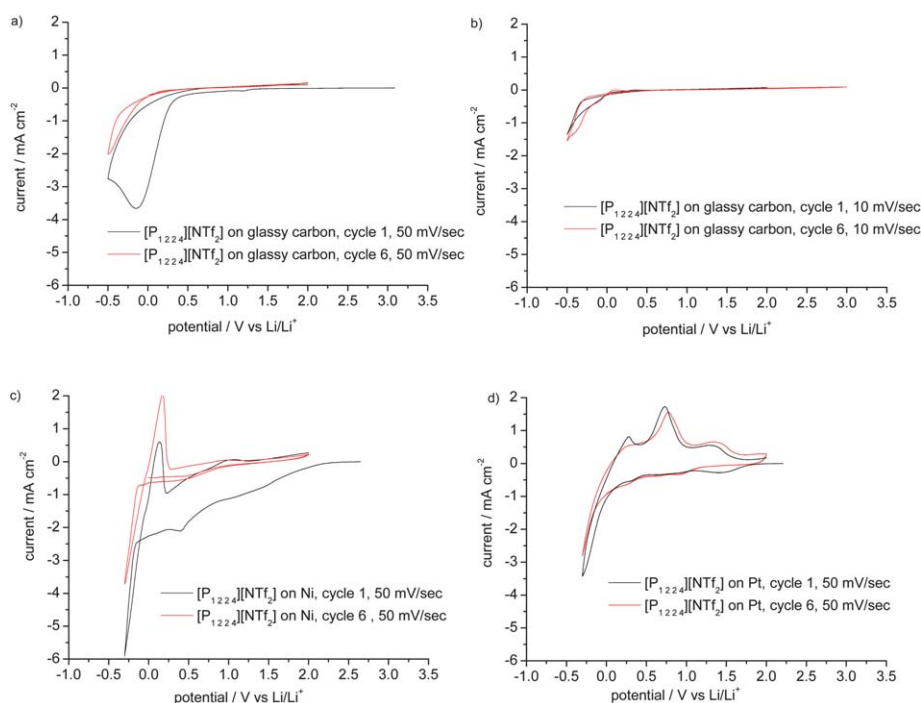 a)
2
1
0
-1
-2
-3
-4
-5
-6
current / mA cm⁻²
[P₁₂₂₄][NTf₂] on glassy carbon, cycle 1, 50 mV/sec
[P₁₂₂₄][NTf₂] on glassy carbon, cycle 6, 50 mV/sec
-1.0 -0.5 0.0 0.5 1.0 1.5 2.0 2.5 3.0 3.5
potential / V vs Li/Li⁺
b)
2
1
0
-1
-2
-3
-4
-5
-6
current / mA cm⁻²
[P₁₂₂₄][NTf₂] on glassy carbon, cycle 1, 10 mV/sec
[P₁₂₂₄][NTf₂] on glassy carbon, cycle 6, 10 mV/sec
-1.0 -0.5 0.0 0.5 1.0 1.5 2.0 2.5 3.0 3.5
potential / V vs Li/Li⁺
c)
2
1
0
-1
-2
-3
-4
-5
-6
current / mA cm⁻²
[P₁₂₂₄][NTf₂] on Ni, cycle 1, 50 mV/sec
[P₁₂₂₄][NTf₂] on Ni, cycle 6 , 50 mV/sec
-1.0 -0.5 0.0 0.5 1.0 1.5 2.0 2.5 3.0 3.5
potential / V vs Li/Li⁺
d)
2
1
0
-1
-2
-3
-4
-5
-6
current / mA cm⁻²
[P₁₂₂₄][NTf₂] on Pt, cycle 1, 50 mV/sec
[P₁₂₂₄][NTf₂] on Pt, cycle 6, 50 mV/sec
-1.0 -0.5 0.0 0.5 1.0 1.5 2.0 2.5 3.0 3.5
potential / V vs Li/Li⁺